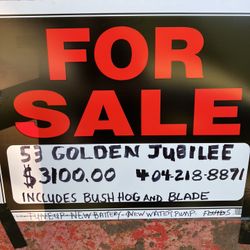 FOR
SALE
53 GOLDEN JUBILEE
$3100.00 404-218-8871
INCLUDES BUSH HOG AND BLADE
TUNEUP-NEW BATTERY-NEW WATER PUMP